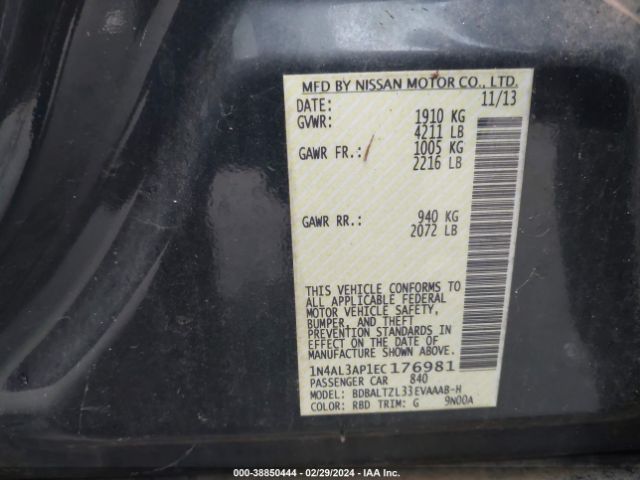 MFD BY NISSAN MOTOR CO., LTD.
DATE: 11/13
GVWR: 1910 KG
4211 LB
GAWR FR.: 1005 KG
2216 LB
GAWR RR.: 940 KG
2072 LB
THIS VEHICLE CONFORMS TO
ALL APPLICABLE FEDERAL
MOTOR VEHICLE SAFETY,
BUMPER, AND THEFT
PREVENTION STANDARDS IN
EFFECT ON THE DATE OF
MANUFACTURE SHOWN ABOVE.
1N4AL3AP1EC176981
PASSENGER CAR 840
MODEL: BDBALTZL33EVAAAB-H
COLOR: RBD TRIM: G 9N00A
000-38850444 - 02/29/2024 - IAA Inc.